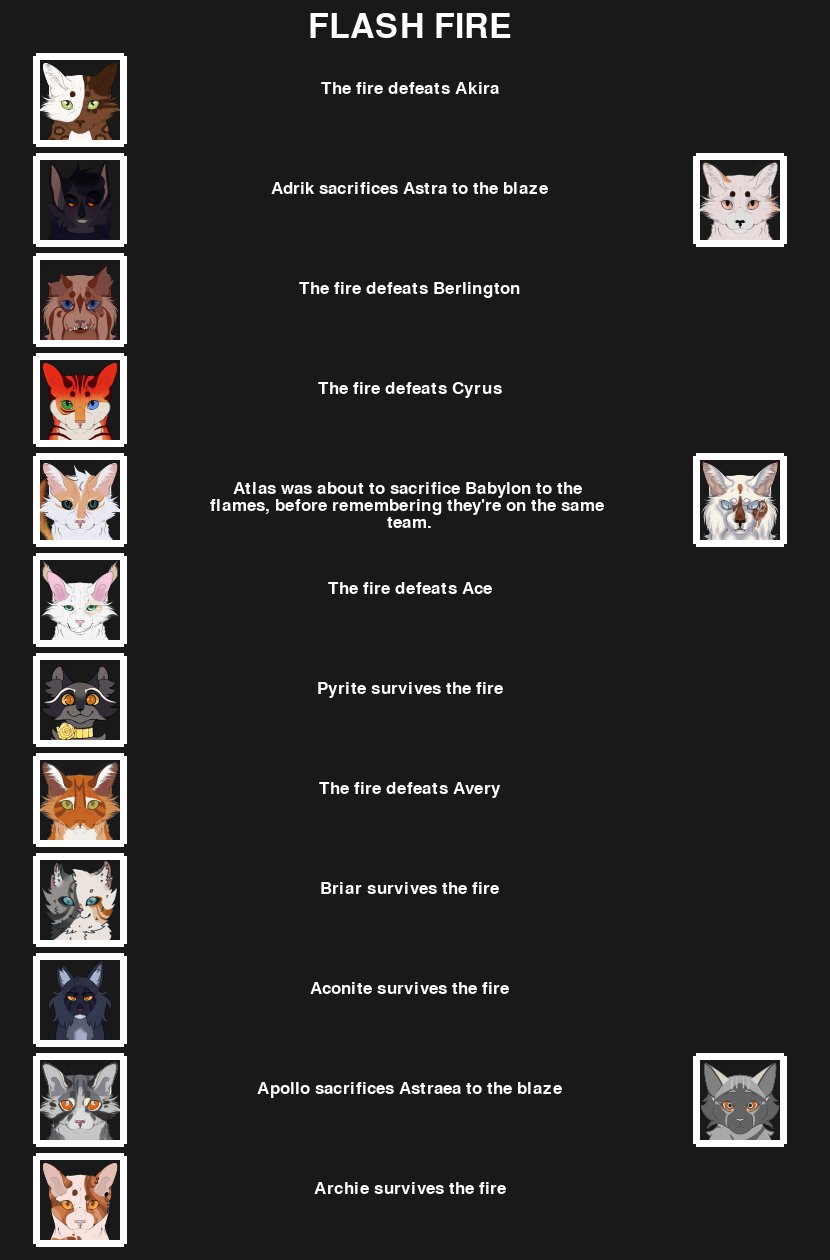 FLASH FIRE
The fire defeats Akira
Adrik sacrifices Astra to the blaze
The fire defeats Berlington
The fire defeats Cyrus
Atlas was about to sacrifice Babylon to the
flames, before remembering they're on the same
team.
The fire defeats Ace
Pyrite survives the fire
The fire defeats Avery
Briar survives the fire
Aconite survives the fire
Apollo sacrifices Astraea to the blaze
Archie survives the fire